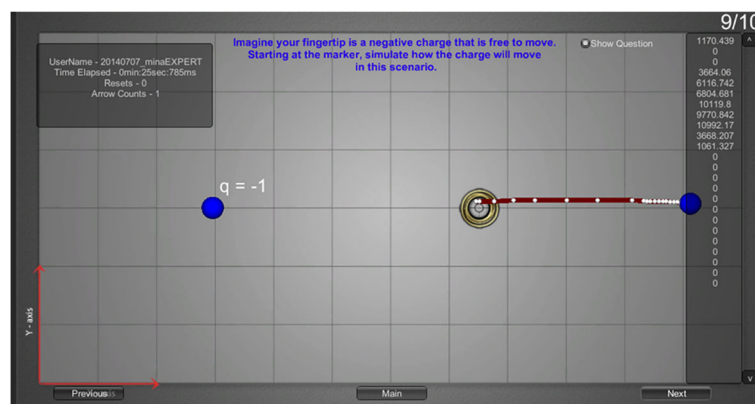 9/10
Imagine your fingertip is a negative charge that is free to move.
Starting at the marker, simulate how the charge will move
in this scenario.
Show Question
UserName - 20140707_minaEXPERT
Time Elapsed - 0min:25sec:785ms
Resets - 0
Arrow Counts - 1
1170.439
0
0
3664.06
6116.742
6804.681
10119.8
9770.842
10992.17
3668.207
1061.327
0
0
0
0
0
0
0
0
0
0
0
0
0
q = -1
Y - axis
Previous
Main
Next